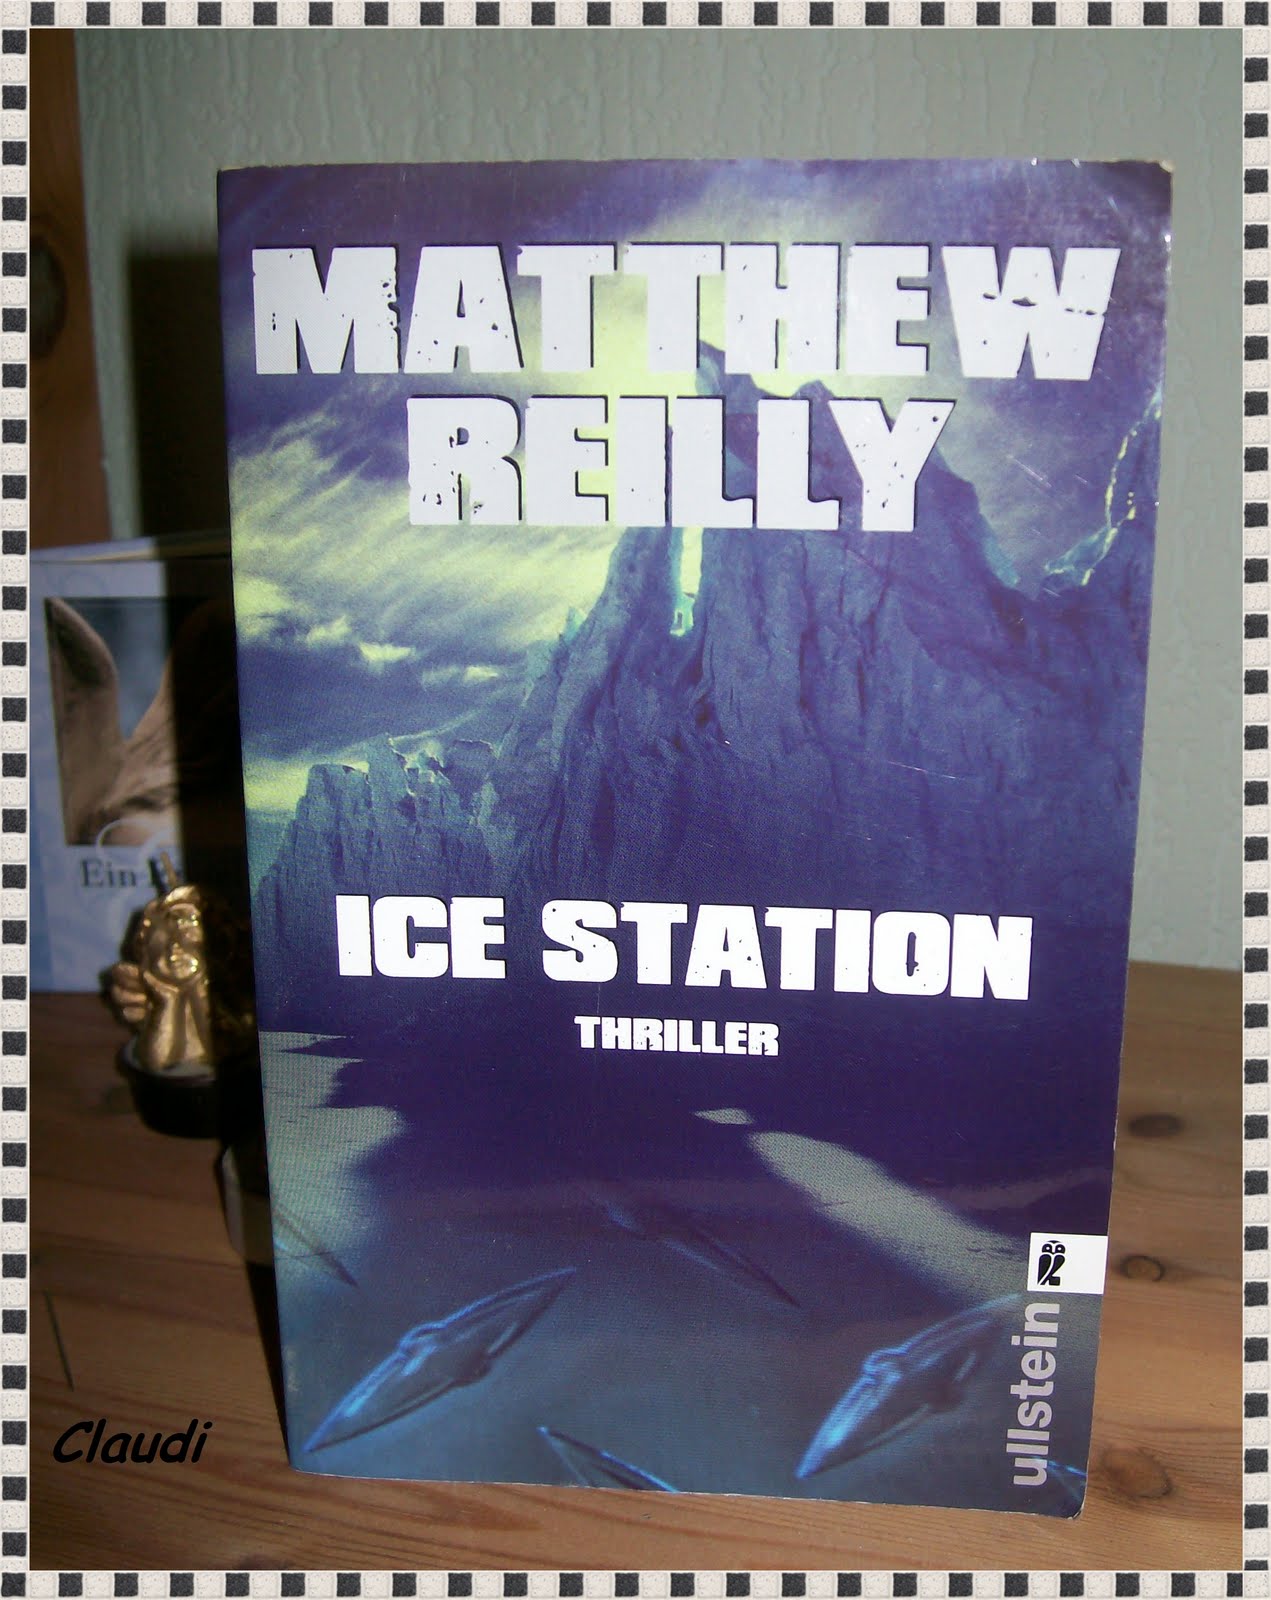 MATTHEW
REILLY
ICE STATION
THRILLER
ullstein
Ein
Claudi